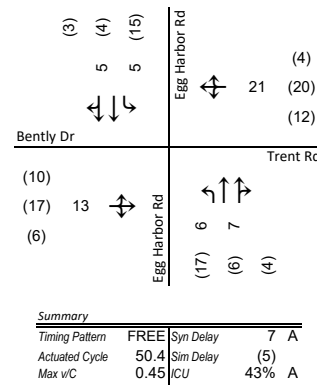 (3) (4) (15)
5 5
Egg Harbor Rd
(4)
21 (20)
(12)
Bently Dr
Trent Rd
(10)
(17) 13
(6)
Egg Harbor Rd
6 7
(17) (6) (4)
Summary
Timing Pattern FREE Syn Delay 7 A
Actuated Cycle 50.4 Sim Delay (5)
Max v/C 0.45 ICU 43% A